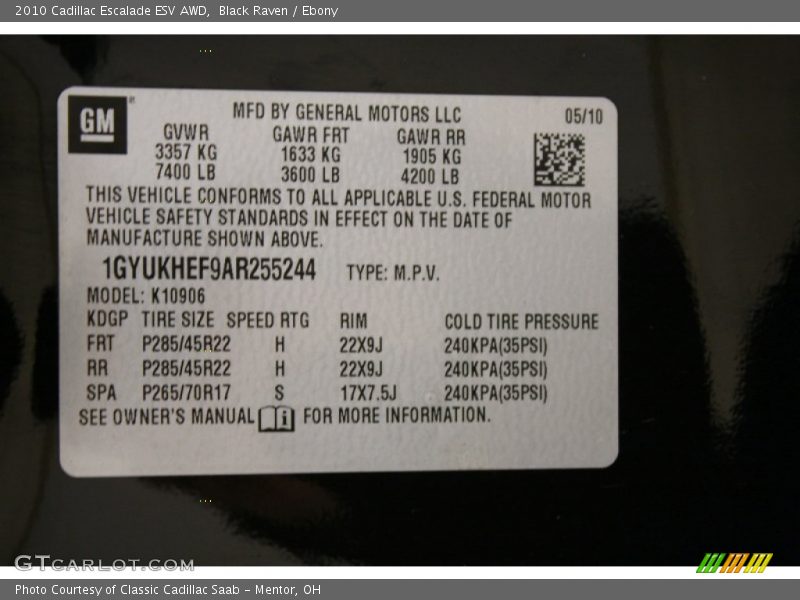 2010 Cadillac Escalade ESV AWD,  Black Raven / Ebony
GM
MFD BY GENERAL MOTORS LLC 05/10
GVWR GAWR FRT GAWR RR
3357 KG 1633 KG 1905 KG
7400 LB 3600 LB 4200 LB
THIS VEHICLE CONFORMS TO ALL APPLICABLE U.S. FEDERAL MOTOR
VEHICLE SAFETY STANDARDS IN EFFECT ON THE DATE OF
MANUFACTURE SHOWN ABOVE.
1GYUKHEF9AR255244 TYPE: M.P.V.
MODEL: K10906
KDGP TIRE SIZE SPEED RTG RIM COLD TIRE PRESSURE
FRT P285/45R22 H 22X9J 240KPA(35PSI)
RR P285/45R22 H 22X9J 240KPA(35PSI)
SPA P265/70R17 S 17X7.5J 240KPA(35PSI)
SEE OWNER'S MANUAL FOR MORE INFORMATION.
GTcarlot.com
Photo Courtesy of Classic Cadillac Saab - Mentor, OH